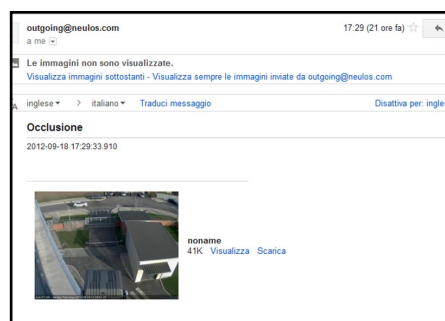 outgoing@neulos.com 17:29 (21 ore fa)
a me
Le immagini non sono visualizzate.
Visualizza immagini sottostanti - Visualizza sempre le immagini inviate da outgoing@neulos.com
inglese > italiano Traduci messaggio Disattiva per: ingle
Occlusione
2012-09-18 17:29:33.910
noname
41K Visualizza Scarica